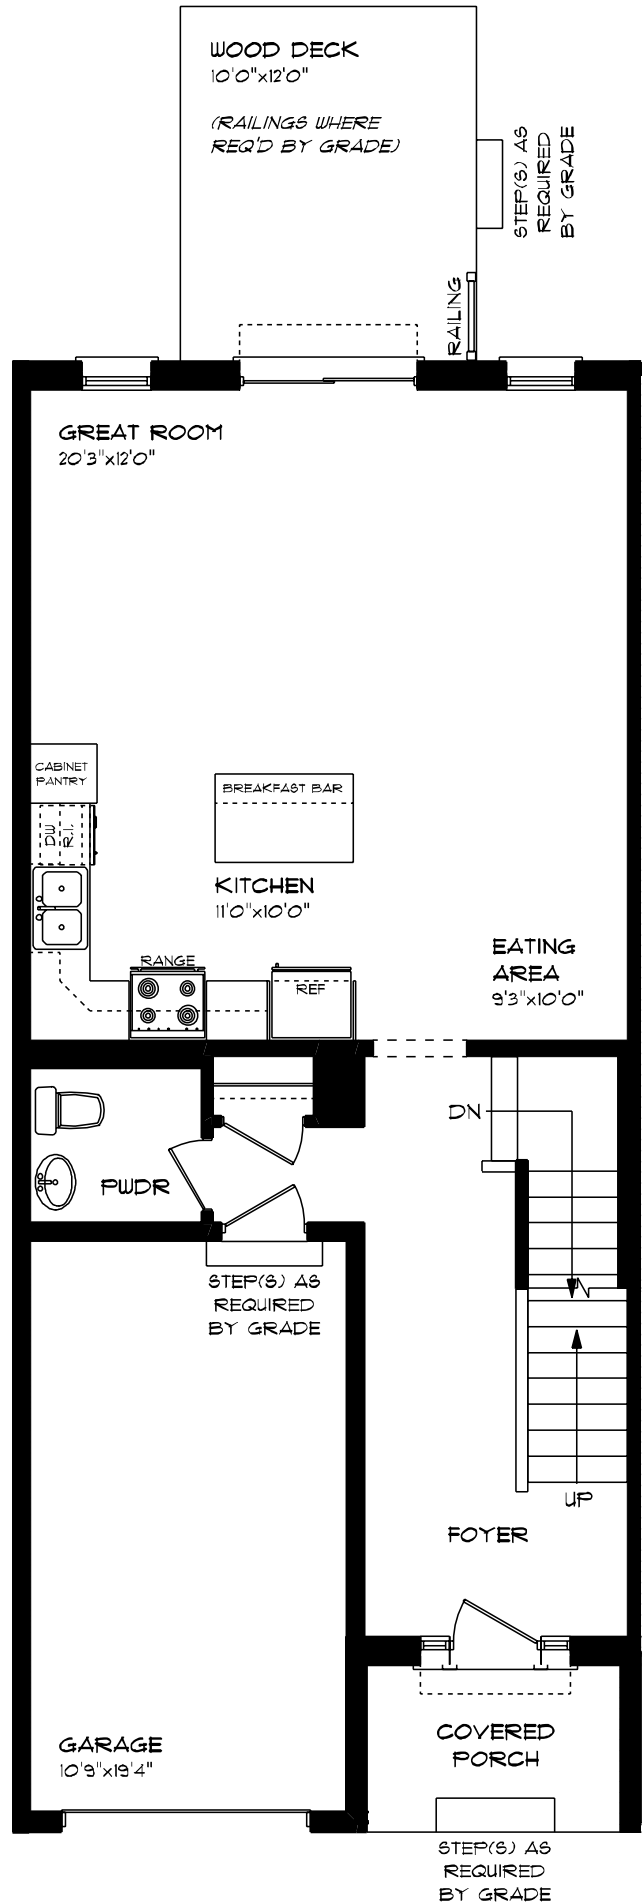 WOOD DECK
10'0"x12'0"
(RAILINGS WHERE
REQ'D BY GRADE)
STEP(S) AS
REQUIRED
BY GRADE
RAILING
GREAT ROOM
20'3"x12'0"
CABINET
PANTRY
DW
R.I.
BREAKFAST BAR
KITCHEN
11'0"x10'0"
RANGE
REF
EATING
AREA
9'3"x10'0"
DN
PWDR
STEP(S) AS
REQUIRED
BY GRADE
UP
FOYER
GARAGE
10'9"x19'4"
COVERED
PORCH
STEP(S) AS
REQUIRED
BY GRADE